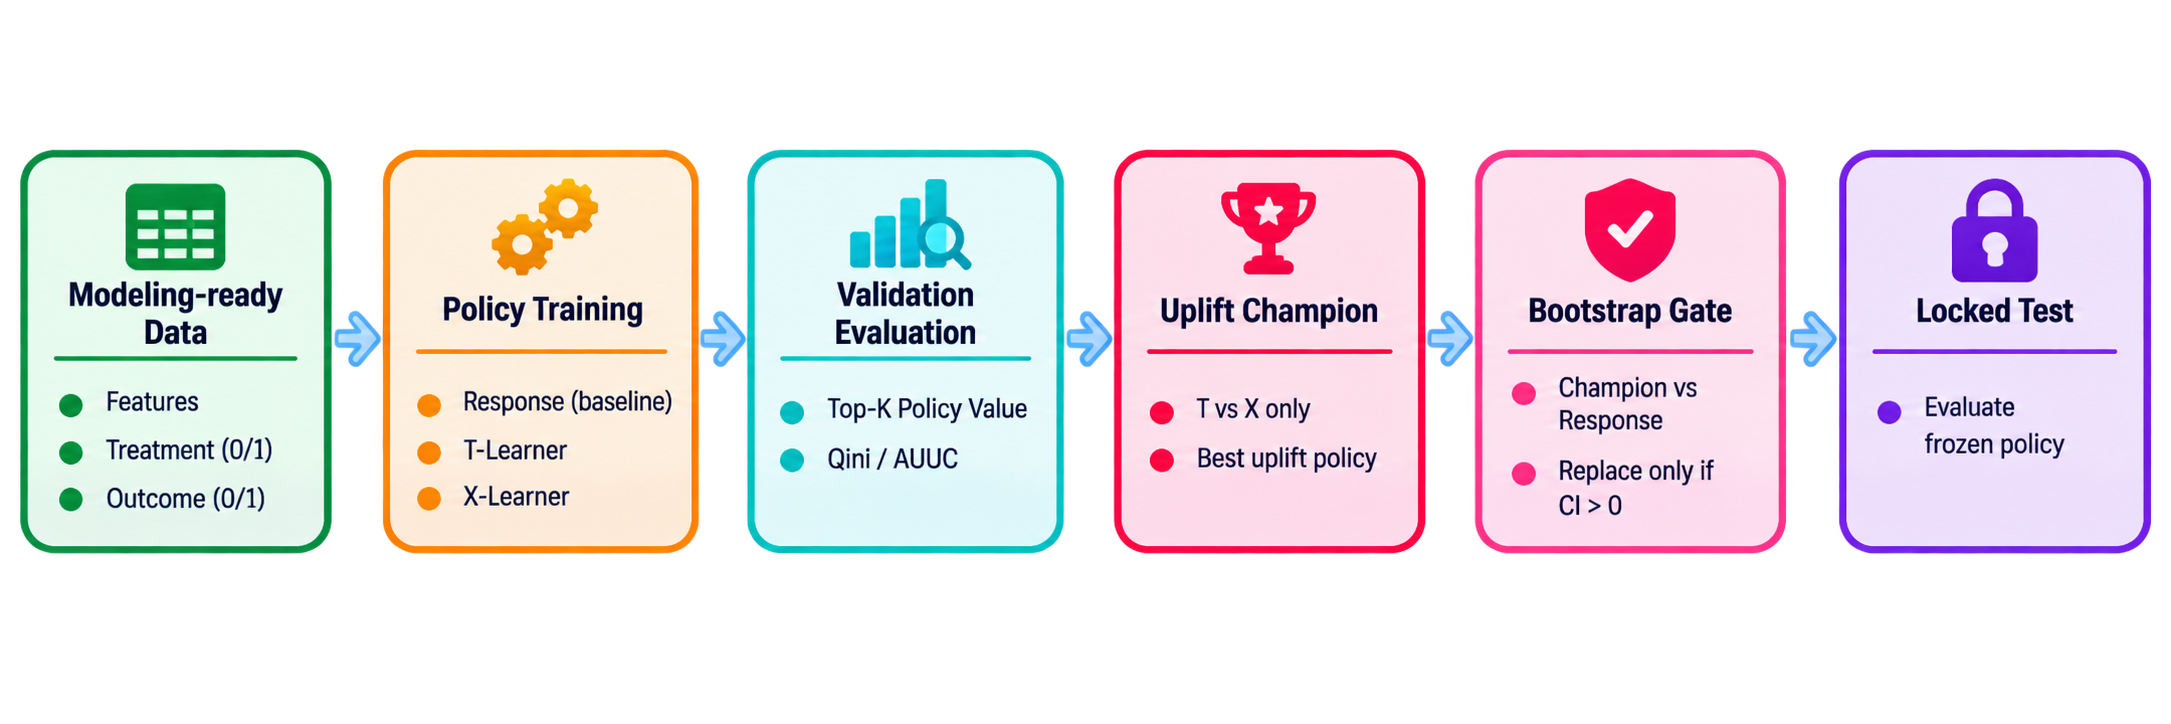 Modeling-ready
Data
Features
Treatment (0/1)
Outcome (0/1)
Policy Training
Response (baseline)
T-Learner
X-Learner
Validation
Evaluation
Top-K Policy Value
Qini / AUUC
Uplift Champion
T vs X only
Best uplift policy
Bootstrap Gate
Champion vs
Response
Replace only if
CI > 0
Locked Test
Evaluate
frozen policy